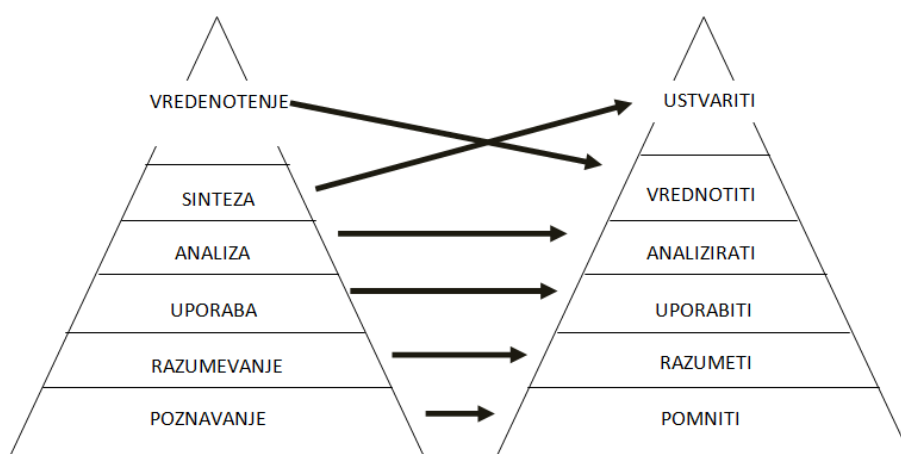 VREDENOTENJE
SINTEZA
ANALIZA
UPORABA
RAZUMEVANJE
POZNAVANJE
USTVARITI
VREDNOTITI
ANALIZIRATI
UPORABITI
RAZUMETI
POMNITI